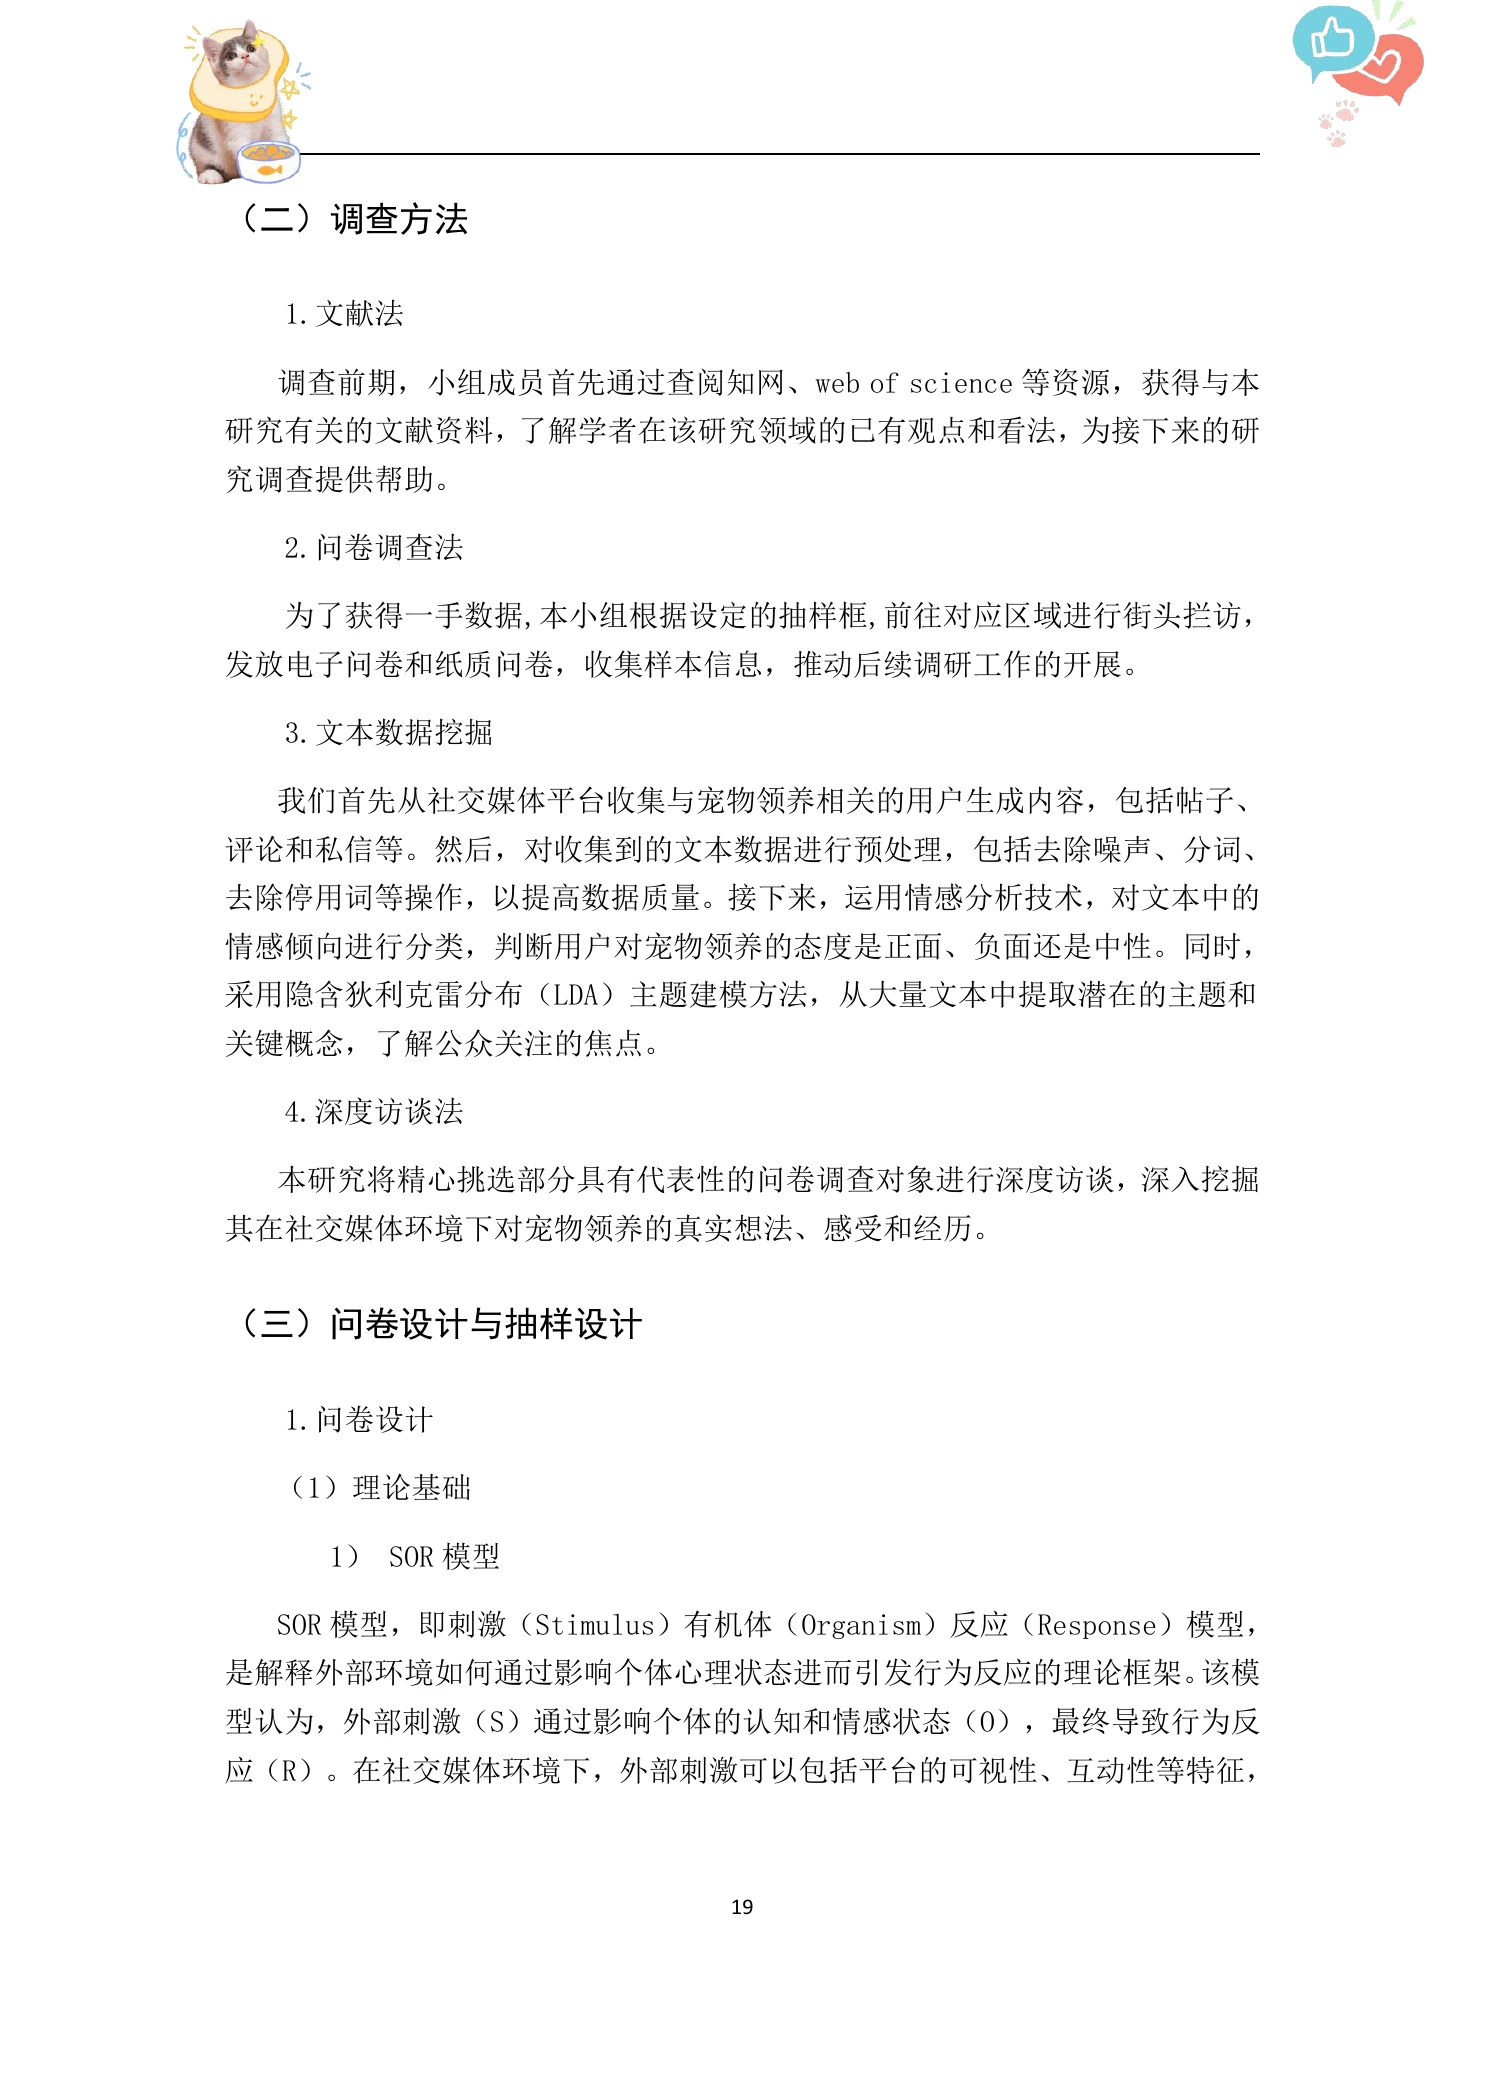 （二）调查方法
1.文献法
调查前期，小组成员首先通过查阅知网、web of science 等资源，获得与本
研究有关的文献资料，了解学者在该研究领域的已有观点和看法，为接下来的研
究调查提供帮助。
2.问卷调查法
为了获得一手数据,本小组根据设定的抽样框,前往对应区域进行街头拦访，
发放电子问卷和纸质问卷，收集样本信息，推动后续调研工作的开展。
3.文本数据挖掘
我们首先从社交媒体平台收集与宠物领养相关的用户生成内容，包括帖子、
评论和私信等。然后，对收集到的文本数据进行预处理，包括去除噪声、分词、
去除停用词等操作，以提高数据质量。接下来，运用情感分析技术，对文本中的
情感倾向进行分类，判断用户对宠物领养的态度是正面、负面还是中性。同时，
采用隐含狄利克雷分布（LDA）主题建模方法，从大量文本中提取潜在的主题和
关键概念，了解公众关注的焦点。
4.深度访谈法
本研究将精心挑选部分具有代表性的问卷调查对象进行深度访谈，深入挖掘
其在社交媒体环境下对宠物领养的真实想法、感受和经历。
（三）问卷设计与抽样设计
1.问卷设计
（1）理论基础
1） SOR 模型
SOR 模型，即刺激（Stimulus）有机体（Organism）反应（Response）模型，
是解释外部环境如何通过影响个体心理状态进而引发行为反应的理论框架。该模
型认为，外部刺激（S）通过影响个体的认知和情感状态（O），最终导致行为反
应（R）。在社交媒体环境下，外部刺激可以包括平台的可视性、互动性等特征，
19